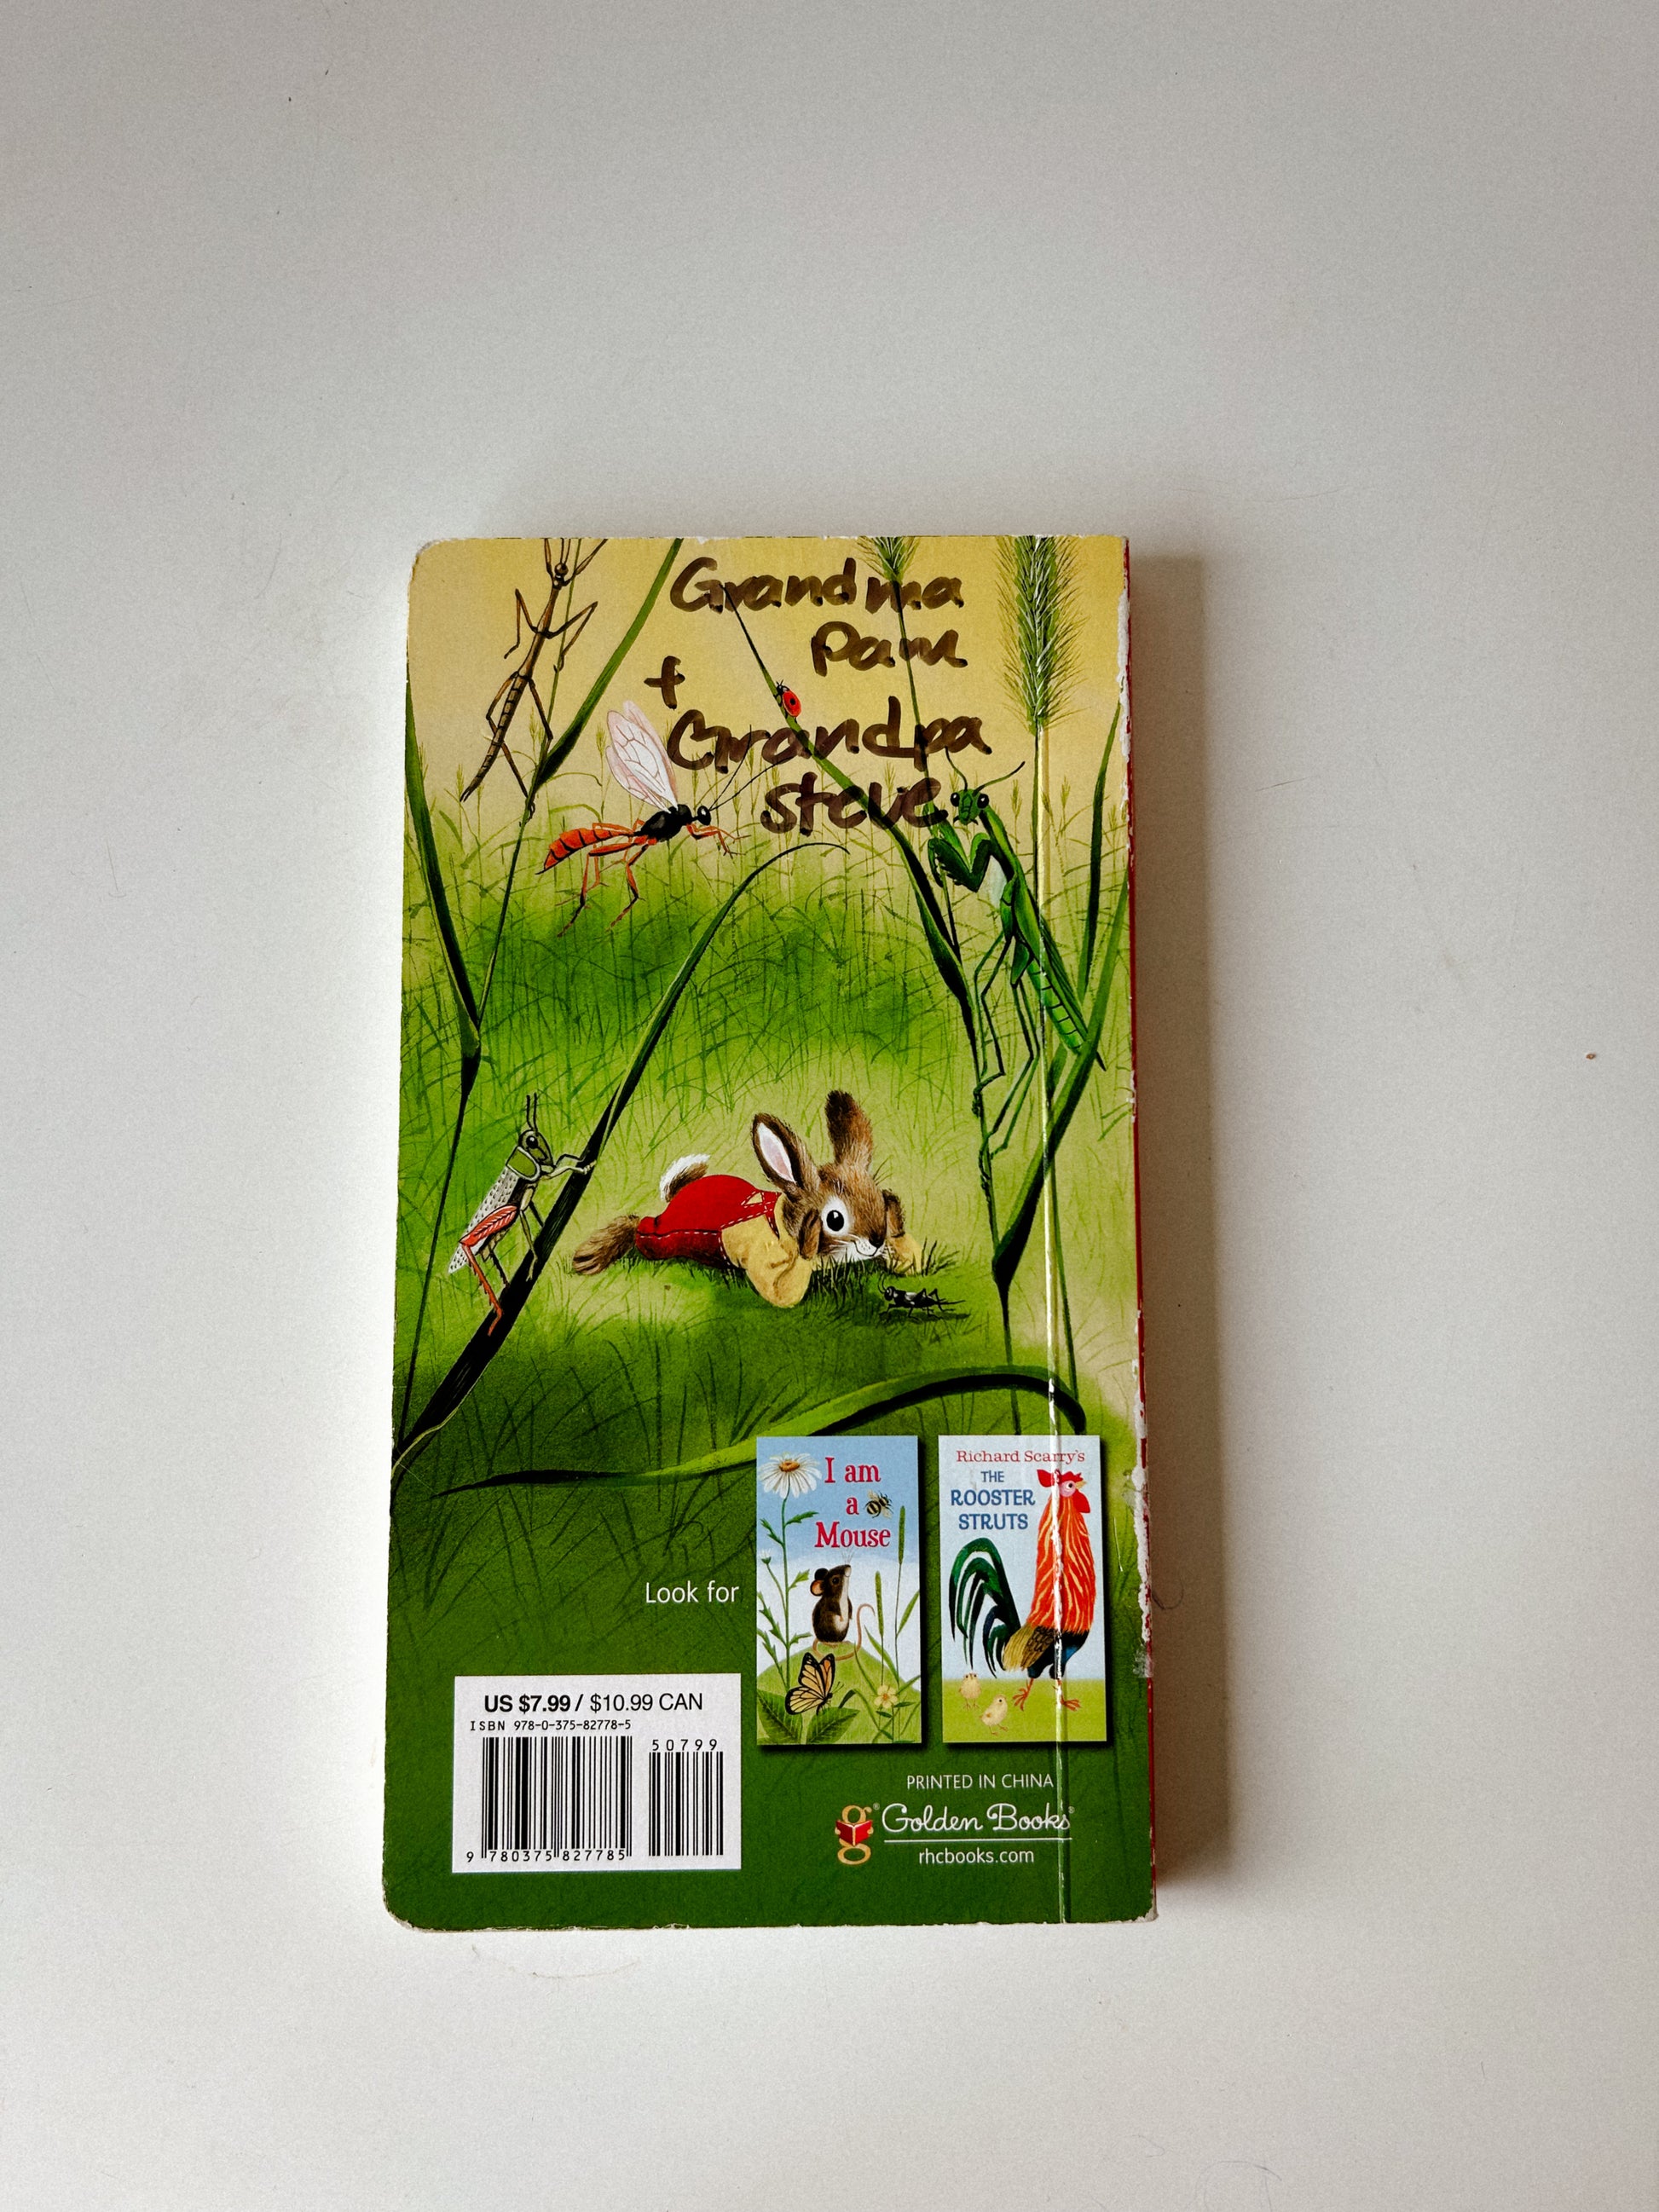 Grandma
Pam
+
Grandpa
Steve
I am
a
Mouse
Richard Scarry's
THE
ROOSTER
STRUTS
Look for
US $7.99 / $10.99 CAN
ISBN 978-0-375-82778-5
50799
9 780375 827785
PRINTED IN CHINA
g® Golden Books®
rhcbooks.com